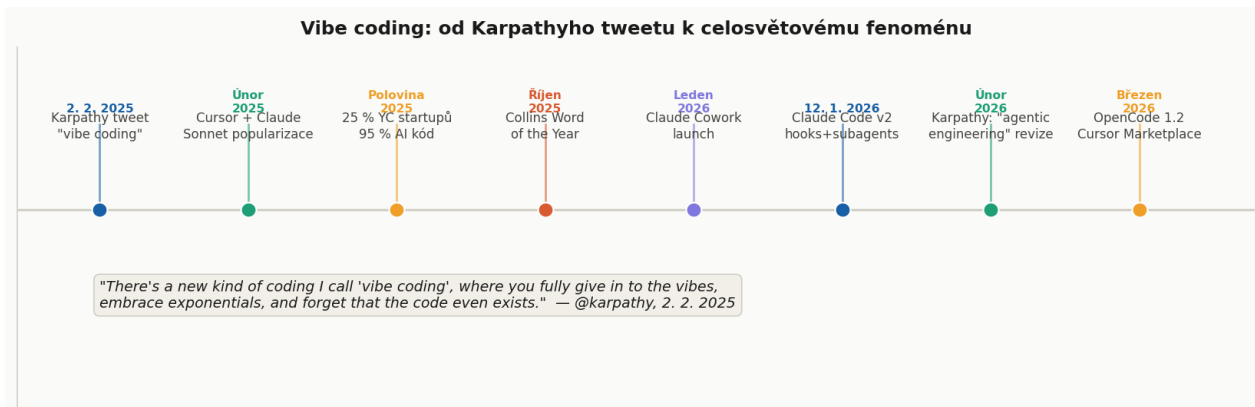 Vibe coding: od Karpathyho tweetu k celosvětovému fenoménu
2. 2. 2025
Karpathy tweet
"vibe coding"
Únor
2025
Cursor + Claude
Sonnet popularizace
Polovina
2025
25 % YC startupů
95 % AI kód
Říjen
2025
Collins Word
of the Year
Leden
2026
Claude Cowork
launch
12. 1. 2026
Claude Code v2
hooks+subagents
Únor
2026
Karpathy: "agentic
engineering" revize
Březen
2026
OpenCode 1.2
Cursor Marketplace
"There's a new kind of coding I call 'vibe coding', where you fully give in to the vibes,
embrace exponentials, and forget that the code even exists."  — @karpathy, 2. 2. 2025